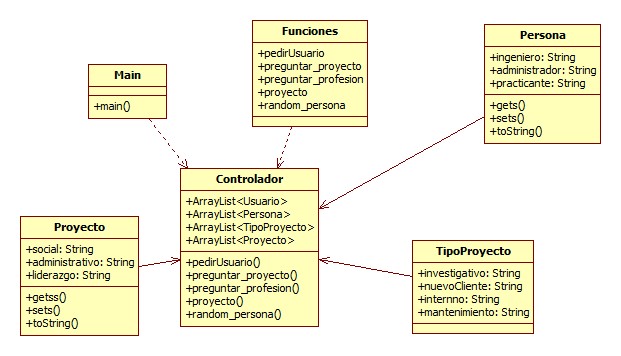 Funciones
+pedirUsuario
+preguntar_proyecto
+preguntar_profesion
+proyecto
+random_persona
Persona
+ingeniero: String
+administrador: String
+practicante: String
+gets()
+sets()
+toString()
Main
+main()
Controlador
+ArrayList<Usuario>
+ArrayList<Persona>
+ArrayList<TipoProyecto>
+ArrayList<Proyecto>
+pedirUsuario()
+preguntar_proyecto()
+preguntar_profesion()
+proyecto()
+random_persona()
Proyecto
+social: String
+administrativo: String
+liderazgo: String
+getss()
+sets()
+toString()
TipoProyecto
+investigativo: String
+nuevoCliente: String
+internno: String
+mantenimiento: String